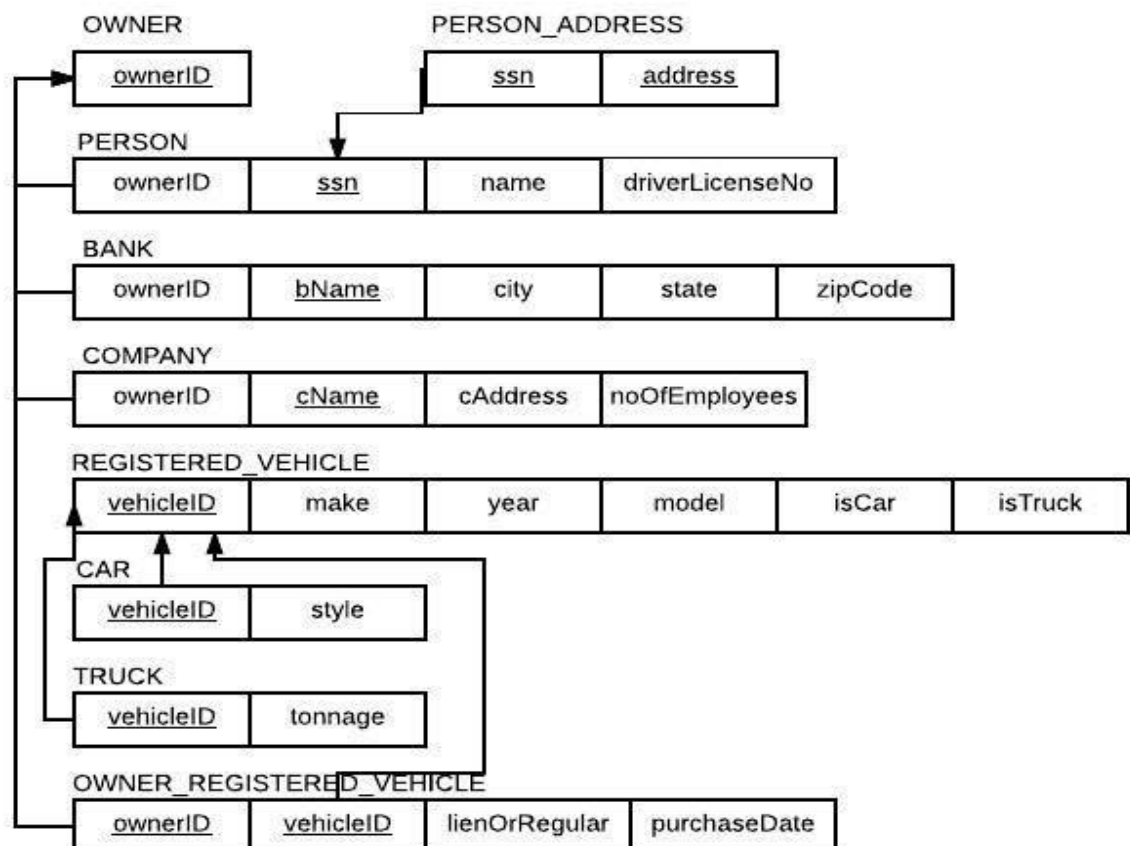 OWNER PERSON_ADDRESS
ownerID ssn address
PERSON
ownerID ssn name driverLicenseNo
BANK
ownerID bName city state zipCode
COMPANY
ownerID cName cAddress noOfEmployees
REGISTERED_VEHICLE
vehicleID make year model isCar isTruck
CAR
vehicleID style
TRUCK
vehicleID tonnage
OWNER_REGISTERED_VEHICLE
ownerID vehicleID lienOrRegular purchaseDate